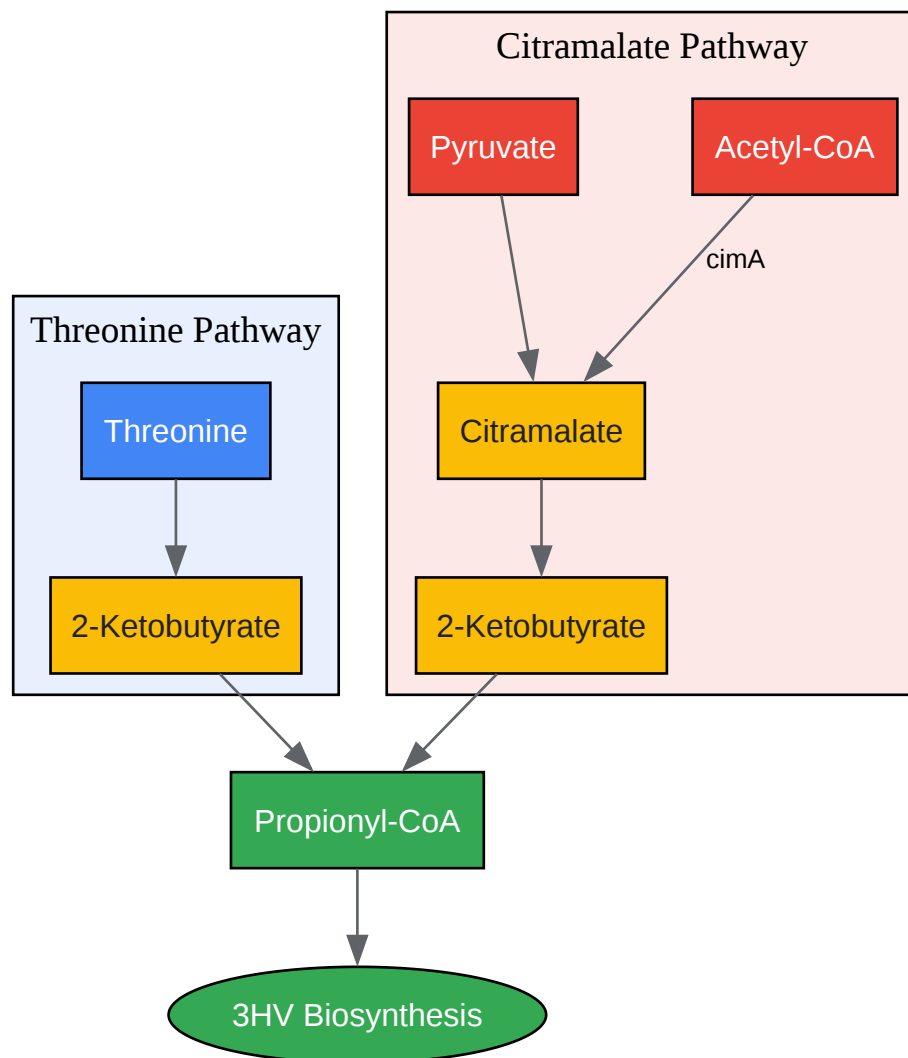 Citramalate Pathway
Pyruvate
Acetyl-CoA
cimA
Threonine Pathway
Threonine
Citramalate
2-Ketobutyrate
2-Ketobutyrate
Propionyl-CoA
3HV Biosynthesis